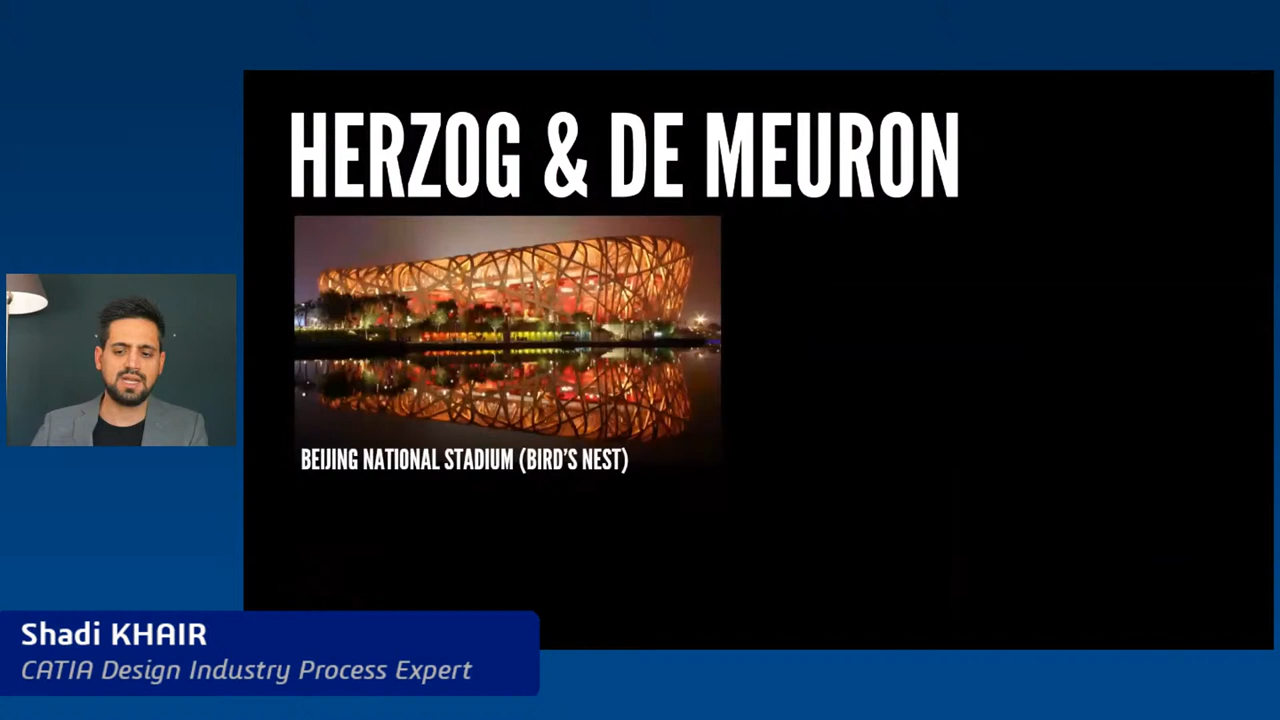 HERZOG & DE MEURON
BEIJING NATIONAL STADIUM (BIRD'S NEST)
Shadi KHAIR
CATIA Design Industry Process Expert